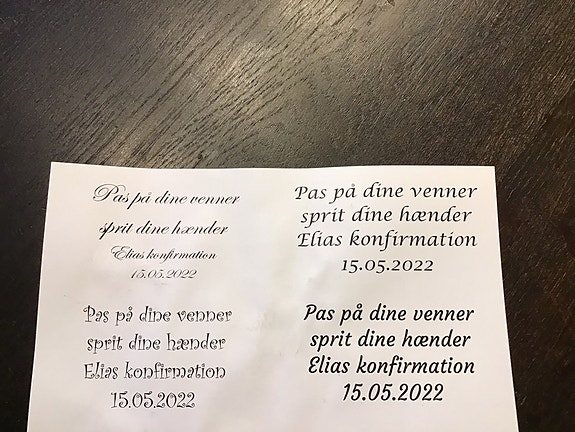 Pas på dine venner
sprit dine hænder
Elias konfirmation
15.05.2022
Pas på dine venner
sprit dine hænder
Elias konfirmation
15.05.2022
Pas på dine venner
sprit dine hænder
Elias konfirmation
15.05.2022
Pas på dine venner
sprit dine hænder
Elias konfirmation
15.05.2022